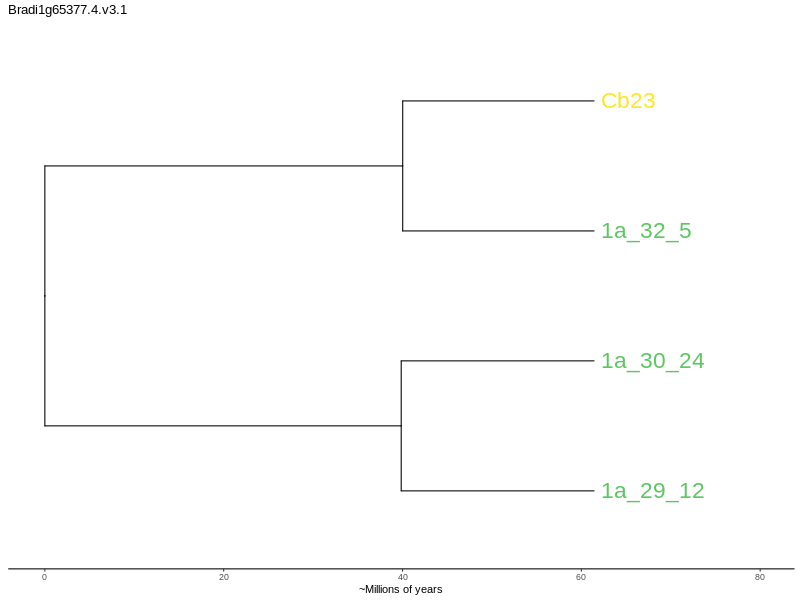 Bradi1g65377.4.v3.1
Cb23
1a_32_5
1a_30_24
1a_29_12
0 20 40 60 80
~Millions of years